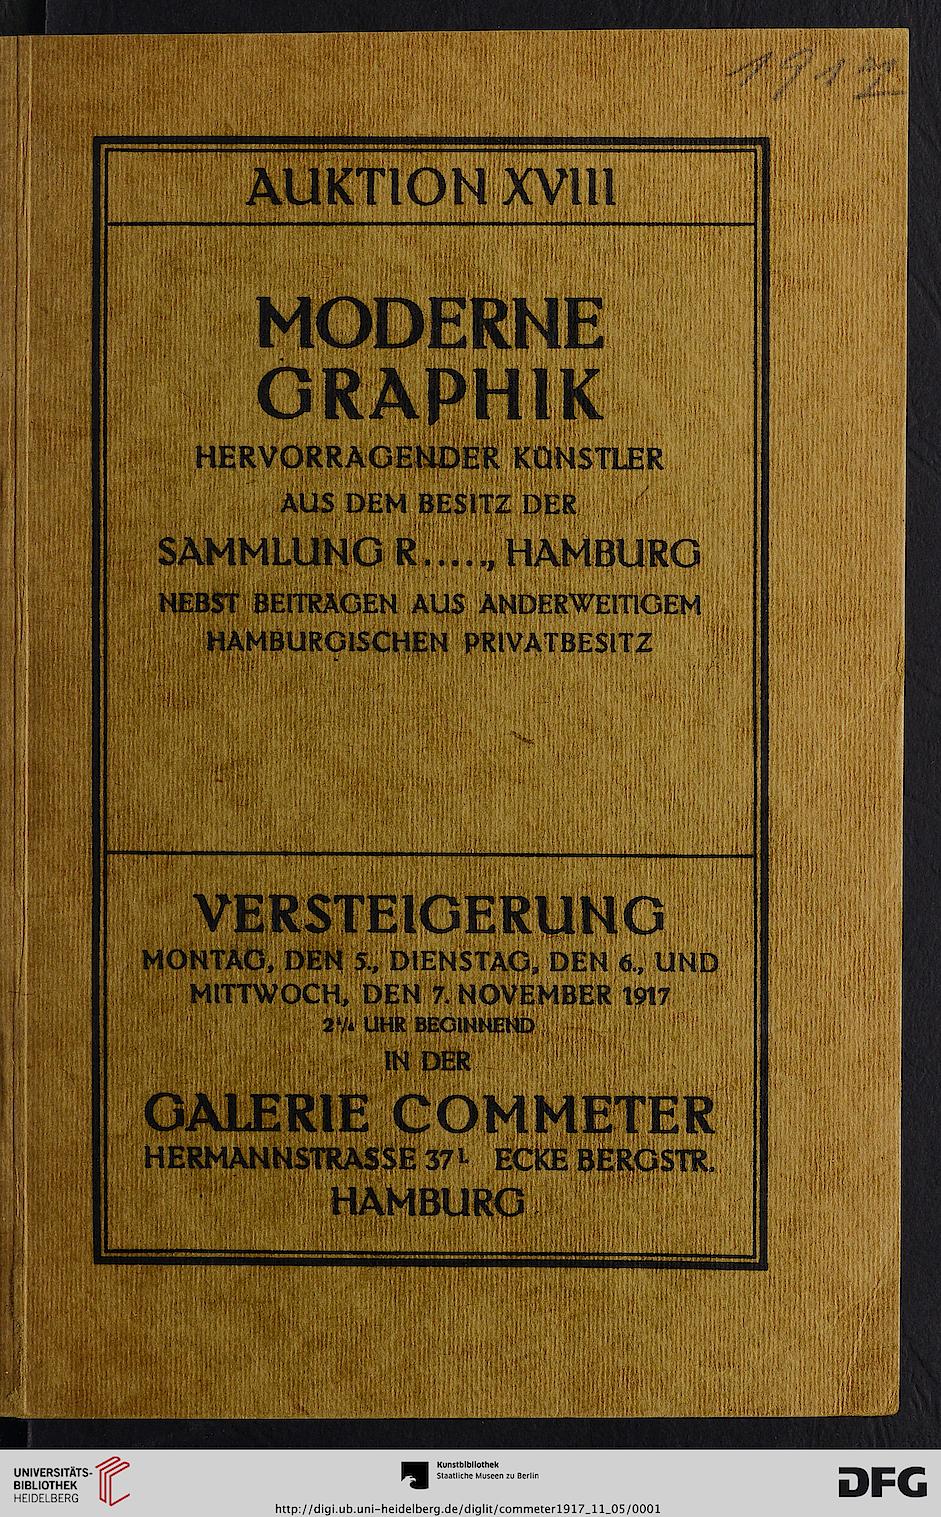 1917
AUKTION XVIII
MODERNE
GRAPHIK
HERVORRAGENDER KÜNSTLER
AUS DEM BESITZ DER
SAMMLUNG R....., HAMBURG
NEBST BEITRÄGEN AUS ANDERWEITIGEM
HAMBURGISCHEN PRIVATBESITZ
VERSTEIGERUNG
MONTAG, DEN 5., DIENSTAG, DEN 6., UND
MITTWOCH, DEN 7. NOVEMBER 1917
2¼ UHR BEGINNEND
IN DER
GALERIE COMMETER
HERMANNSTRASSE 37 I. ECKE BERGSTR.
HAMBURG
UNIVERSITÄTS-
BIBLIOTHEK
HEIDELBERG
Kunstbibliothek
Staatliche Museen zu Berlin
DFG
http://digi.ub.uni-heidelberg.de/diglit/commeter1917_11_05/0001